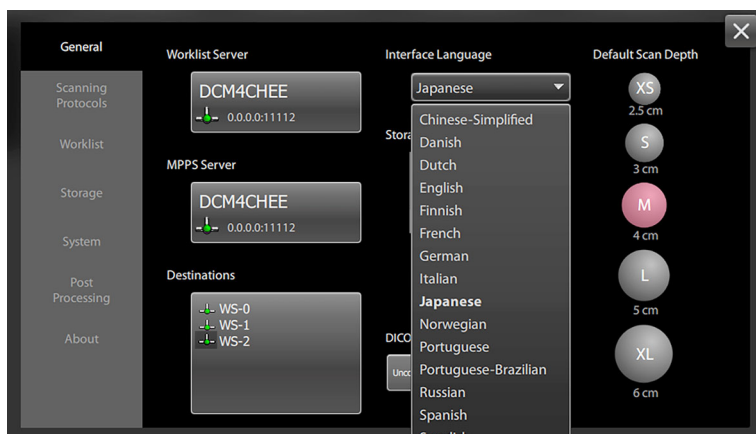 General
Scanning
Protocols
Worklist
Storage
System
Post
Processing
About
Worklist Server
DCM4CHEE
0.0.0.0:11112
MPPS Server
DCM4CHEE
0.0.0.0:11112
Destinations
WS-0
WS-1
WS-2
Interface Language
Japanese
Chinese-Simplified
Danish
Dutch
English
Finnish
French
German
Italian
Japanese
Norwegian
Portuguese
Portuguese-Brazilian
Russian
Spanish
Default Scan Depth
XS
2.5 cm
S
3 cm
M
4 cm
L
5 cm
XL
6 cm